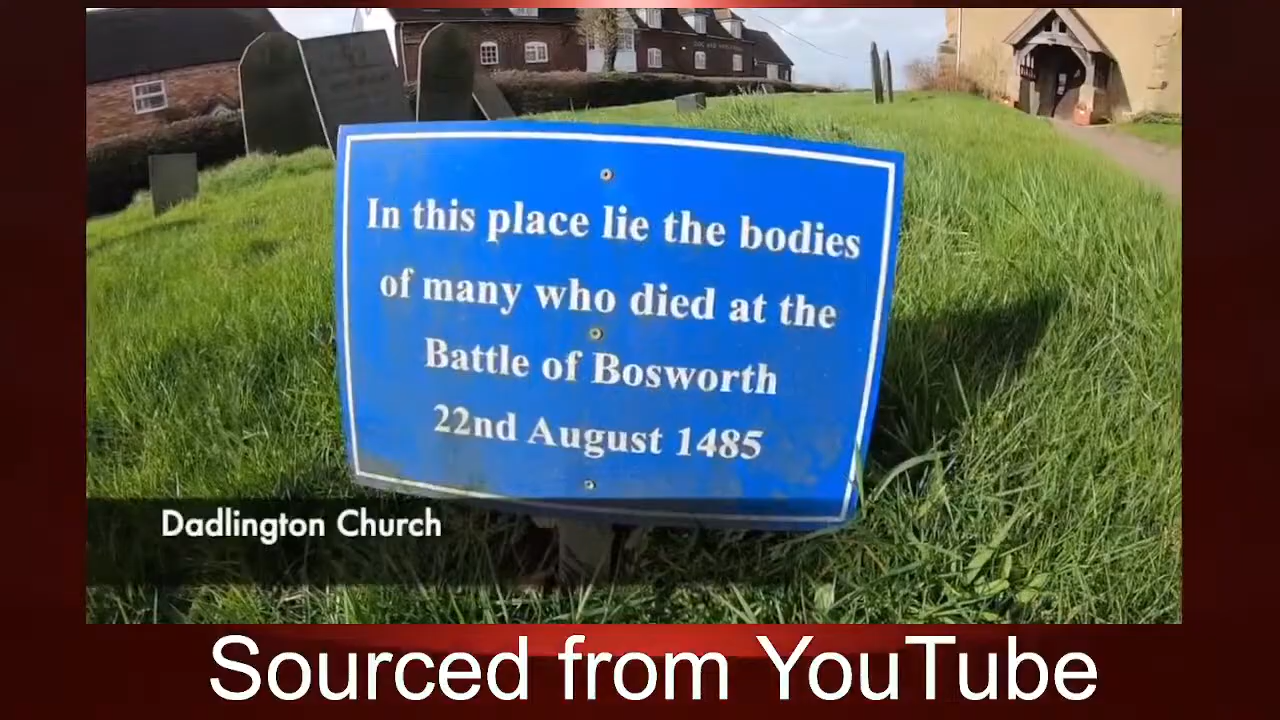 In this place lie the bodies
of many who died at the
Battle of Bosworth
22nd August 1485
Dadlington Church
Sourced from YouTube